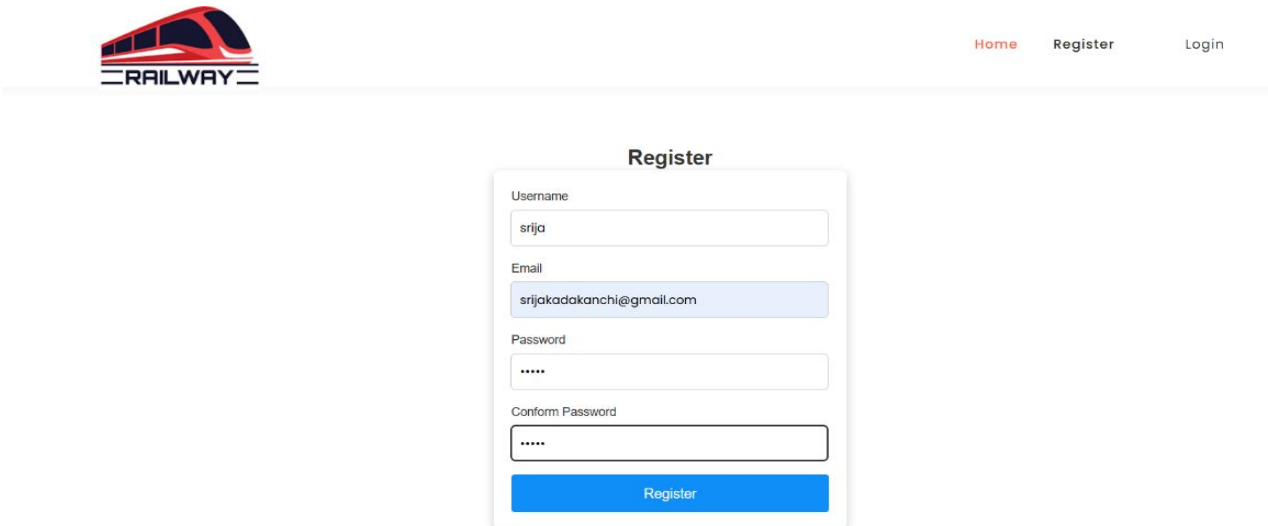 RAILWAY
Home Register Login
Register
Username
srija
Email
srijakadakanchi@gmail.com
Password
•••••
Conform Password
•••••
Register